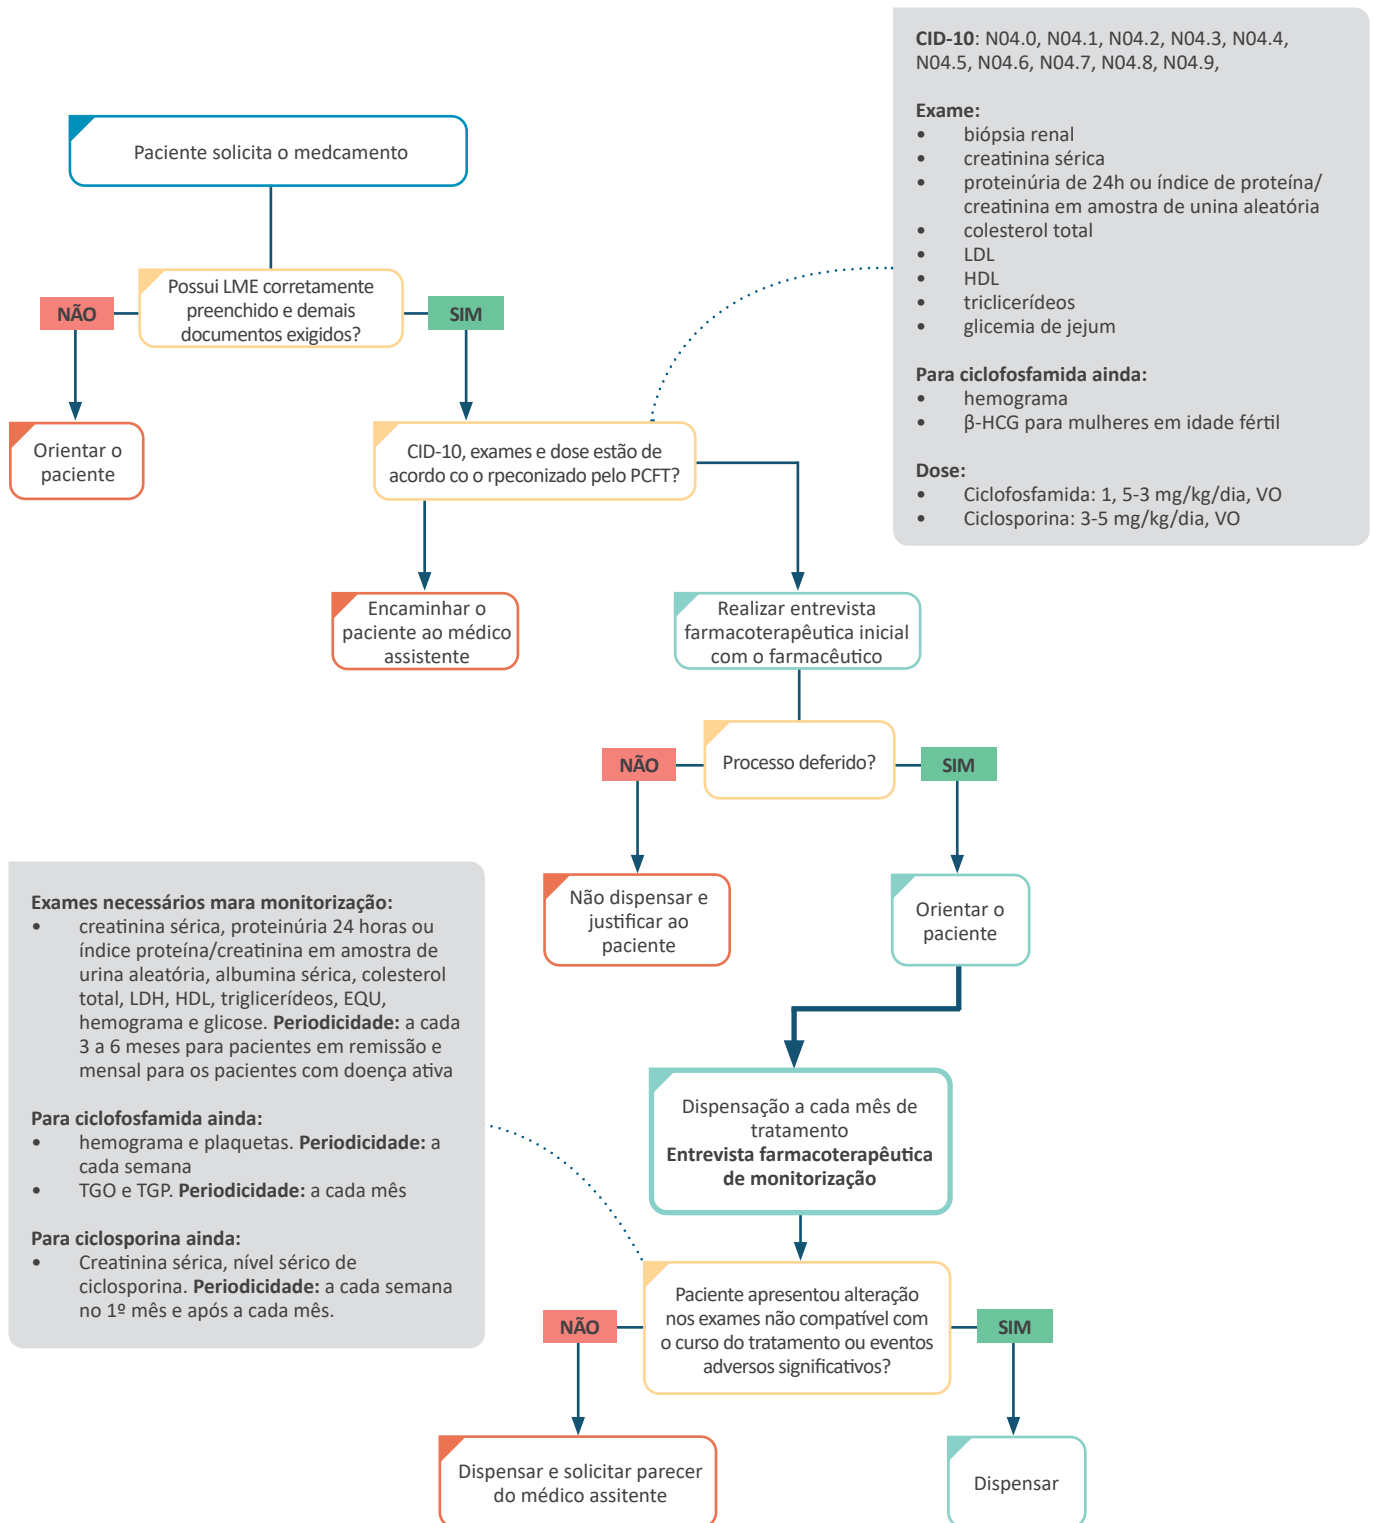 CID-10: N04.0, N04.1, N04.2, N04.3, N04.4,
N04.5, N04.6, N04.7, N04.8, N04.9,
Exame:
• biópsia renal
• creatinina sérica
• proteinúria de 24h ou índice de proteína/
creatinina em amostra de unina aleatória
• colesterol total
• LDL
• HDL
• triclicerídeos
• glicemia de jejum
Para ciclofosfamida ainda:
• hemograma
• β-HCG para mulheres em idade fértil
Dose:
• Ciclofosfamida: 1, 5-3 mg/kg/dia, VO
• Ciclosporina: 3-5 mg/kg/dia, VO
Paciente solicita o medcamento
Possui LME corretamente
preenchido e demais
documentos exigidos?
NÃO
SIM
Orientar o
paciente
CID-10, exames e dose estão de
acordo co o rpeconizado pelo PCFT?
Encaminhar o
paciente ao médico
assistente
Realizar entrevista
farmacoterapêutica inicial
com o farmacêutico
Processo deferido?
NÃO
SIM
Não dispensar e
justificar ao
paciente
Orientar o
paciente
Exames necessários mara monitorização:
• creatinina sérica, proteinúria 24 horas ou
índice proteína/creatinina em amostra de
urina aleatória, albumina sérica, colesterol
total, LDH, HDL, triglicerídeos, EQU,
hemograma e glicose. Periodicidade: a cada
3 a 6 meses para pacientes em remissão e
mensal para os pacientes com doença ativa
Para ciclofosfamida ainda:
• hemograma e plaquetas. Periodicidade: a
cada semana
• TGO e TGP. Periodicidade: a cada mês
Para ciclosporina ainda:
• Creatinina sérica, nível sérico de
ciclosporina. Periodicidade: a cada semana
no 1º mês e após a cada mês.
Dispensação a cada mês de
tratamento
Entrevista farmacoterapêutica
de monitorização
Paciente apresentou alteração
nos exames não compatível com
o curso do tratamento ou eventos
adversos significativos?
NÃO
SIM
Dispensar e solicitar parecer
do médico assitente
Dispensar